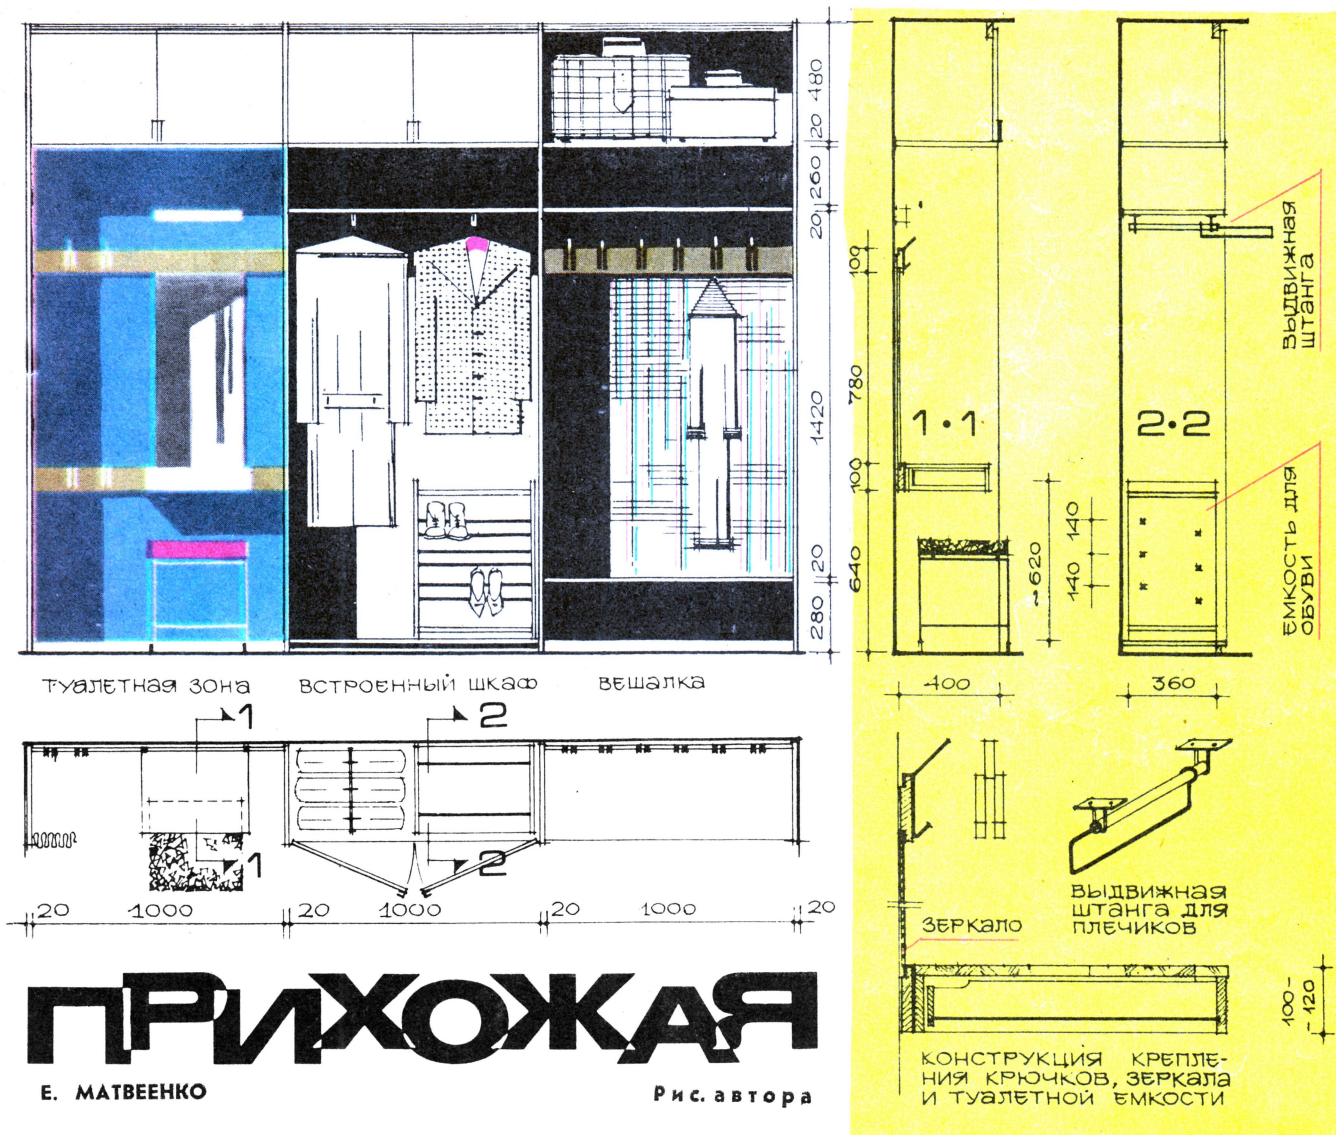 480
20
260
20
1420
20
280
100
780
100
640
1•1
2•2
ВЫДВИЖНАЯ
ШТАНГА
ЕМКОСТЬ ДЛЯ
ОБУВИ
~620
140
140
400
360
ТУАЛЕТНАЯ ЗОНА
ВСТРОЕННЫЙ ШКАФ
ВЕШАЛКА
1
2
1
2
20
1000
20
1000
20
1000
20
ВЫДВИЖНАЯ
ШТАНГА ДЛЯ
ПЛЕЧИКОВ
ЗЕРКАЛО
100-
-120
КОНСТРУКЦИЯ КРЕПЛЕ-
НИЯ КРЮЧКОВ, ЗЕРКАЛА
И ТУАЛЕТНОЙ ЕМКОСТИ
ПРИХОЖАЯ
Е. МАТВЕЕНКО
Рис. автора